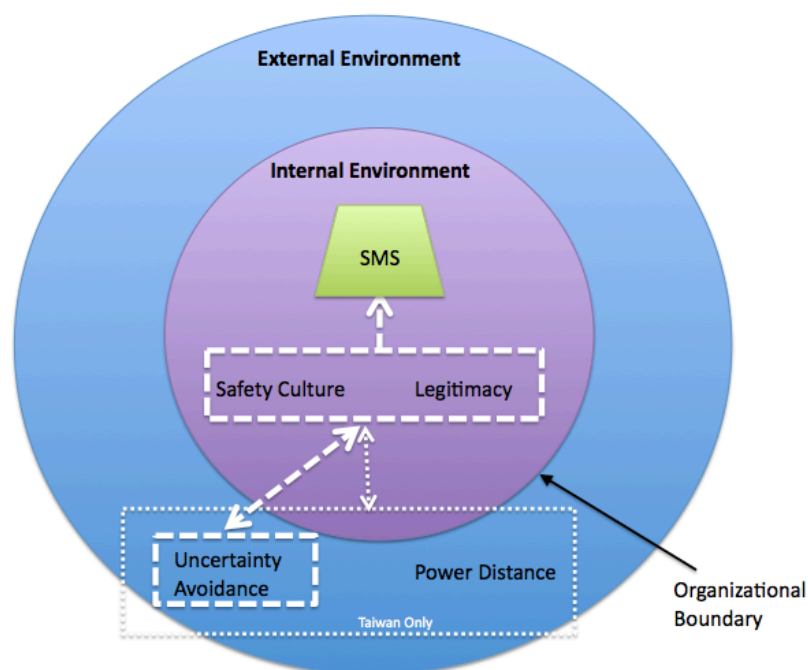 External Environment
Internal Environment
SMS
Safety Culture
Legitimacy
Uncertainty
Avoidance
Power Distance
Taiwan Only
Organizational
Boundary